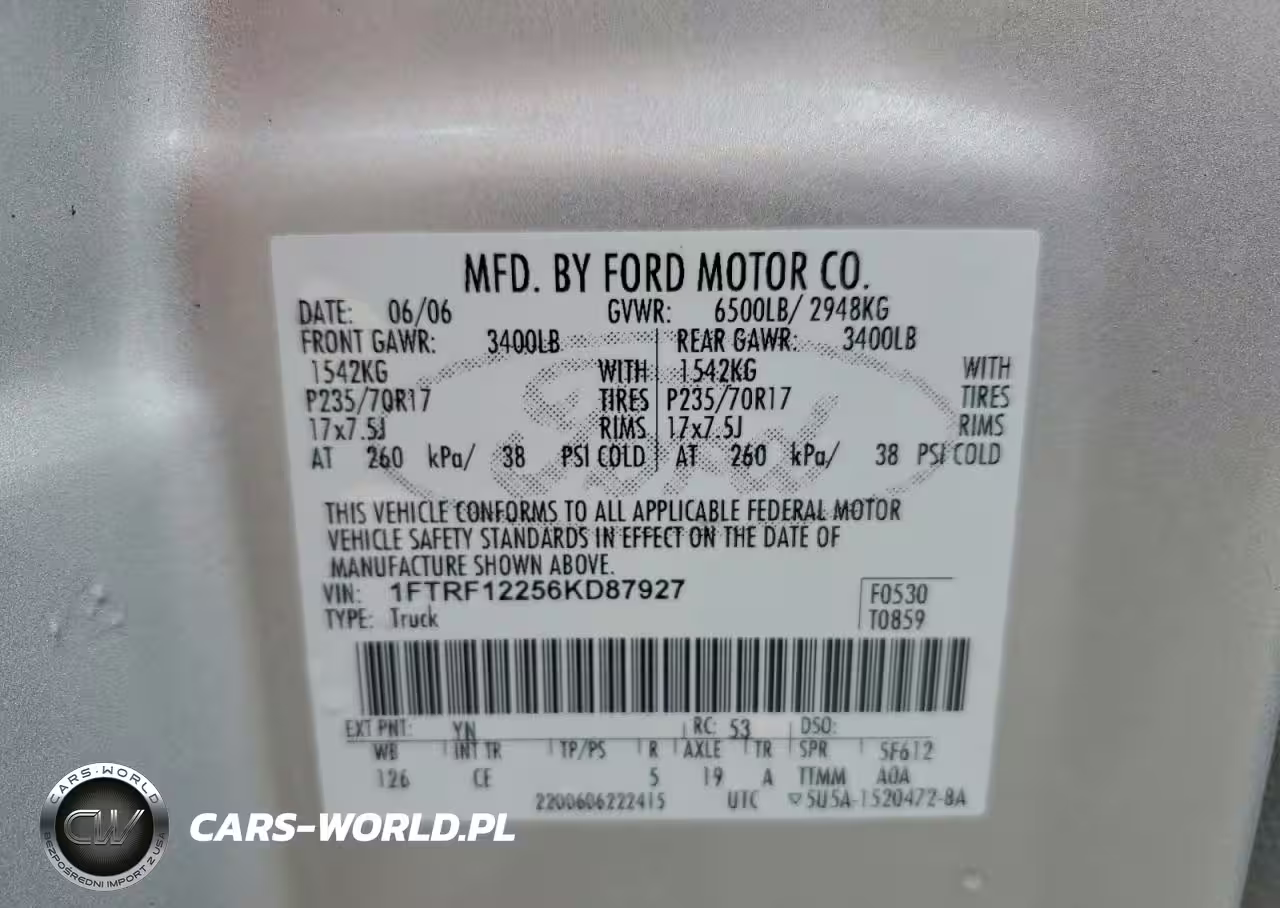 MFD. BY FORD MOTOR CO.
DATE: 06/06 GVWR: 6500LB/ 2948KG
FRONT GAWR: 3400LB REAR GAWR: 3400LB
1542KG WITH 1542KG WITH
P235/70R17 TIRES P235/70R17 TIRES
17x7.5J RIMS 17x7.5J RIMS
AT 260 kPa/ 38 PSI COLD AT 260 kPa/ 38 PSI COLD
Ford
THIS VEHICLE CONFORMS TO ALL APPLICABLE FEDERAL MOTOR
VEHICLE SAFETY STANDARDS IN EFFECT ON THE DATE OF
MANUFACTURE SHOWN ABOVE.
VIN: 1FTRF12256KD87927 F0530
TYPE: Truck T0859
EXT PNT: YN RC: 53 DSO:
WB INT TR TP/PS R AXLE TR SPR 5F612
126 CE 5 19 A TTMM A0A
2200606222415 UTC ▽5U5A-1520472-BA
CARS-WORLD
CW
BEZPOŚREDNI IMPORT Z USA
CARS-WORLD.PL